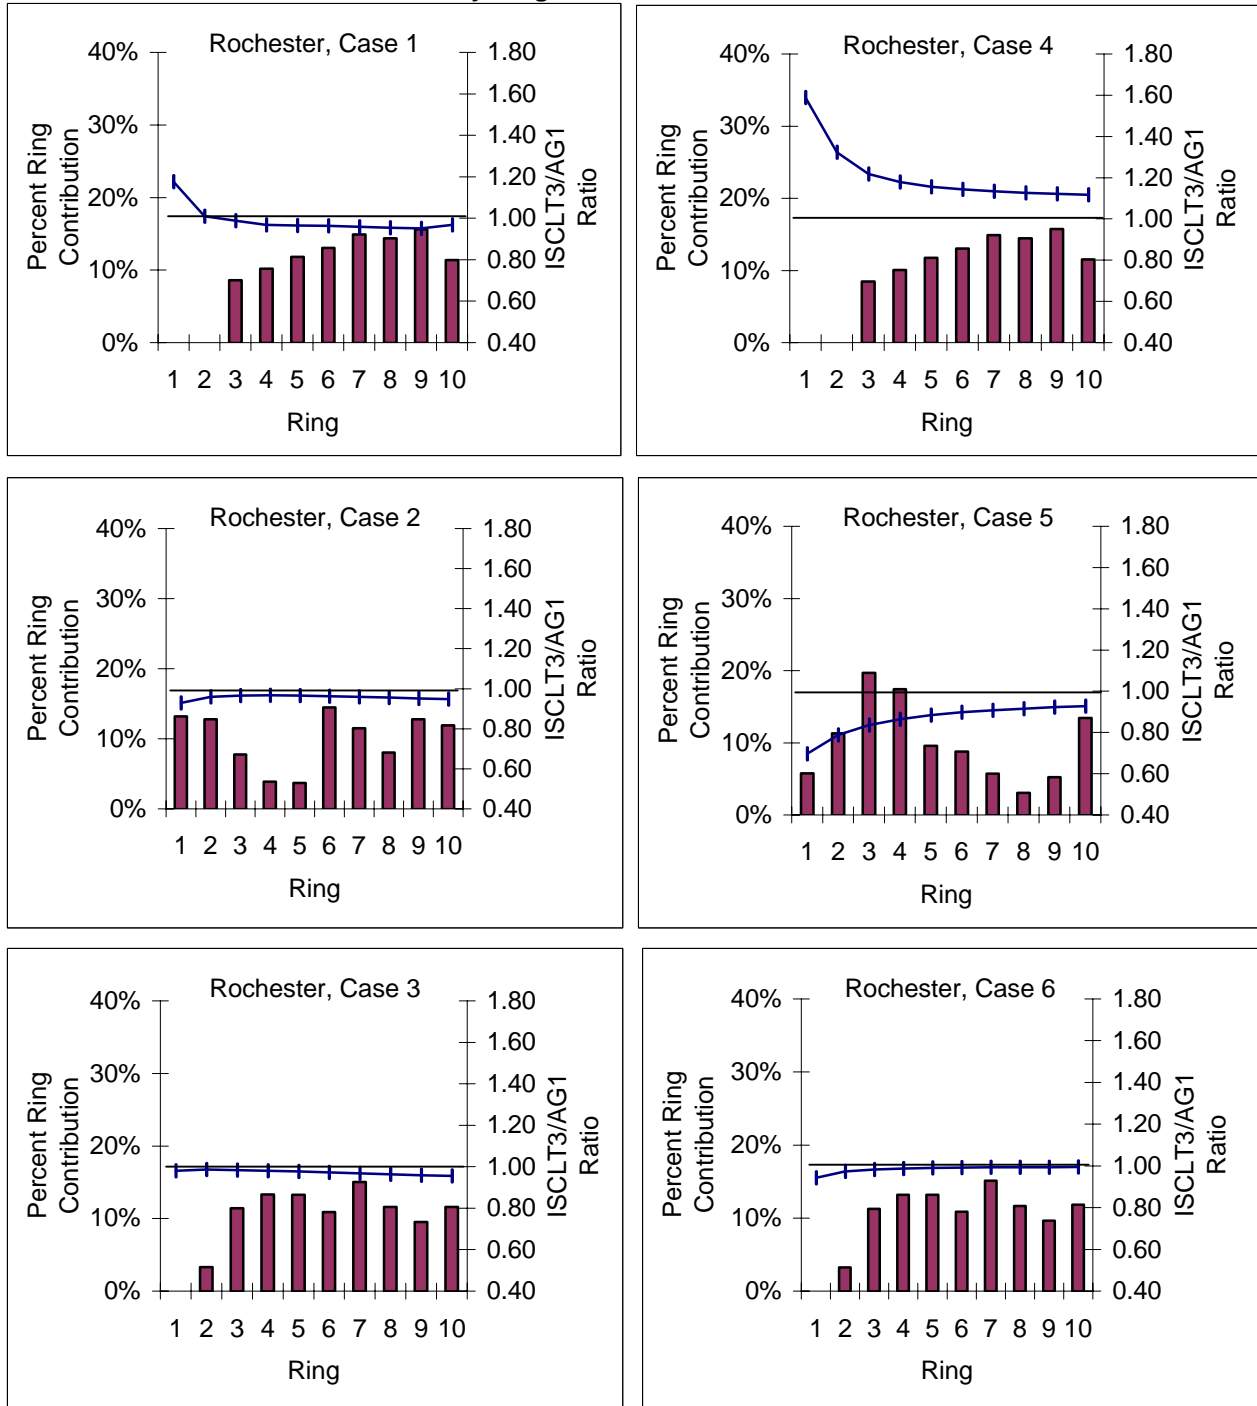 Rochester, Case 1
40%
30%
20%
10%
0%
Percent Ring
Contribution
1.80
1.60
1.40
1.20
1.00
0.80
0.60
0.40
ISCLT3/AG1
Ratio
1 2 3 4 5 6 7 8 9 10
Ring
Rochester, Case 4
40%
30%
20%
10%
0%
Percent Ring
Contribution
1.80
1.60
1.40
1.20
1.00
0.80
0.60
0.40
ISCLT3/AG1
Ratio
1 2 3 4 5 6 7 8 9 10
Ring
Rochester, Case 2
40%
30%
20%
10%
0%
Percent Ring
Contribution
1.80
1.60
1.40
1.20
1.00
0.80
0.60
0.40
ISCLT3/AG1
Ratio
1 2 3 4 5 6 7 8 9 10
Ring
Rochester, Case 5
40%
30%
20%
10%
0%
Percent Ring
Contribution
1.80
1.60
1.40
1.20
1.00
0.80
0.60
0.40
ISCLT3/AG1
Ratio
1 2 3 4 5 6 7 8 9 10
Ring
Rochester, Case 3
40%
30%
20%
10%
0%
Percent Ring
Contribution
1.80
1.60
1.40
1.20
1.00
0.80
0.60
0.40
ISCLT3/AG1
Ratio
1 2 3 4 5 6 7 8 9 10
Ring
Rochester, Case 6
40%
30%
20%
10%
0%
Percent Ring
Contribution
1.80
1.60
1.40
1.20
1.00
0.80
0.60
0.40
ISCLT3/AG1
Ratio
1 2 3 4 5 6 7 8 9 10
Ring